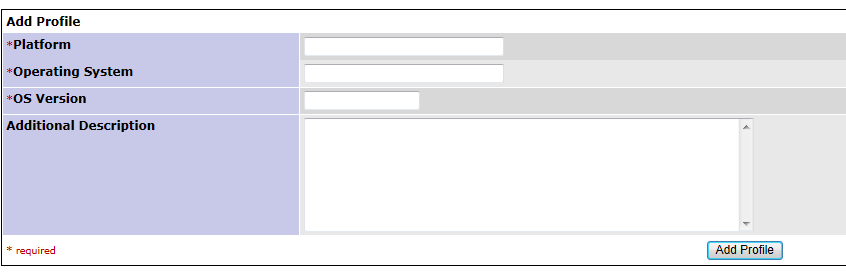 Add Profile
*Platform
*Operating System
*OS Version
Additional Description
* required
Add Profile